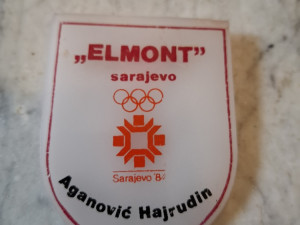 „ELMONT”
sarajevo
Sarajevo '84
Aganović Hajrudin